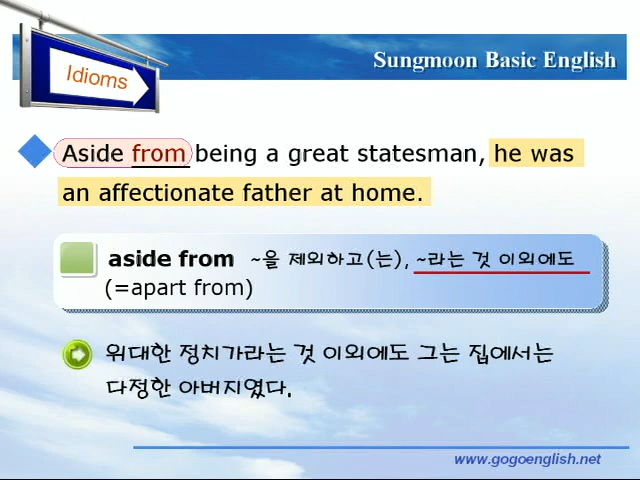 Sungmoon Basic English
Idioms
Aside from being a great statesman, he was
an affectionate father at home.
aside from ~을 제외하고(는), ~라는 것 이외에도
(=apart from)
위대한 정치가라는 것 이외에도 그는 집에서는
다정한 아버지였다.
www.gogoenglish.net